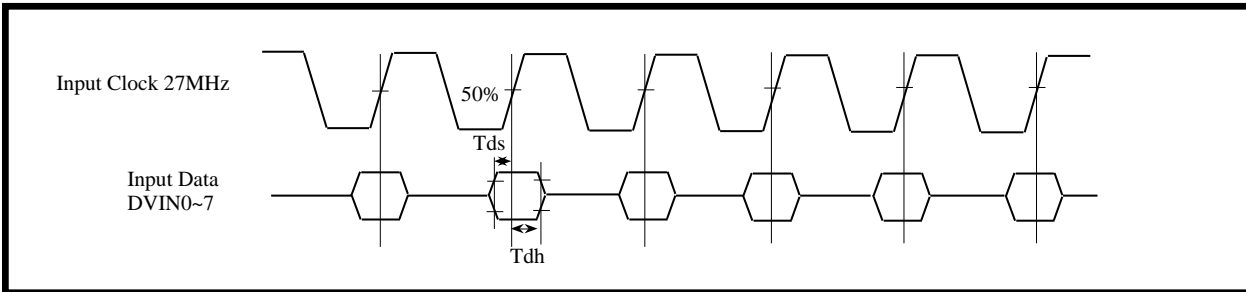 Input Clock 27MHz
50%
Tds
Input Data
DVIN0~7
Tdh